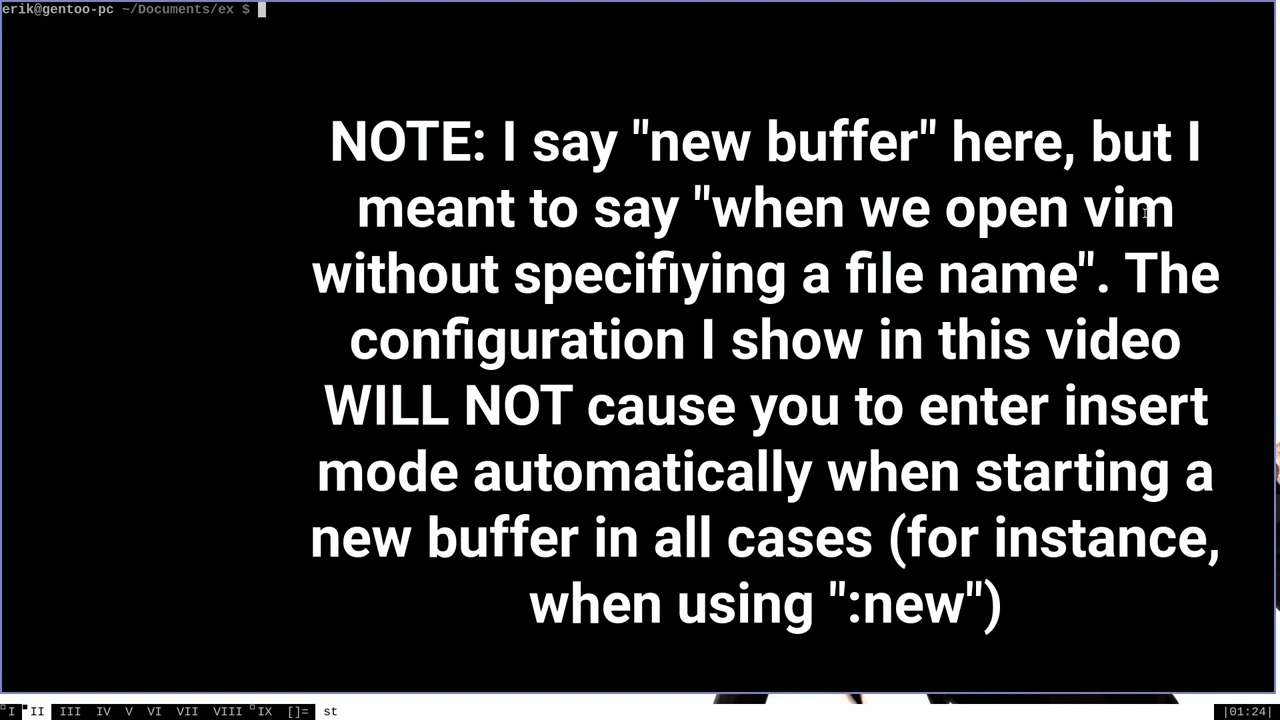 erik@gentoo-pc ~/Documents/ex $
NOTE: I say "new buffer" here, but I
meant to say "when we open vim
without specifiying a file name". The
configuration I show in this video
WILL NOT cause you to enter insert
mode automatically when starting a
new buffer in all cases (for instance,
when using ":new")
I II III IV V VI VII VIII IX []= st |01:24|